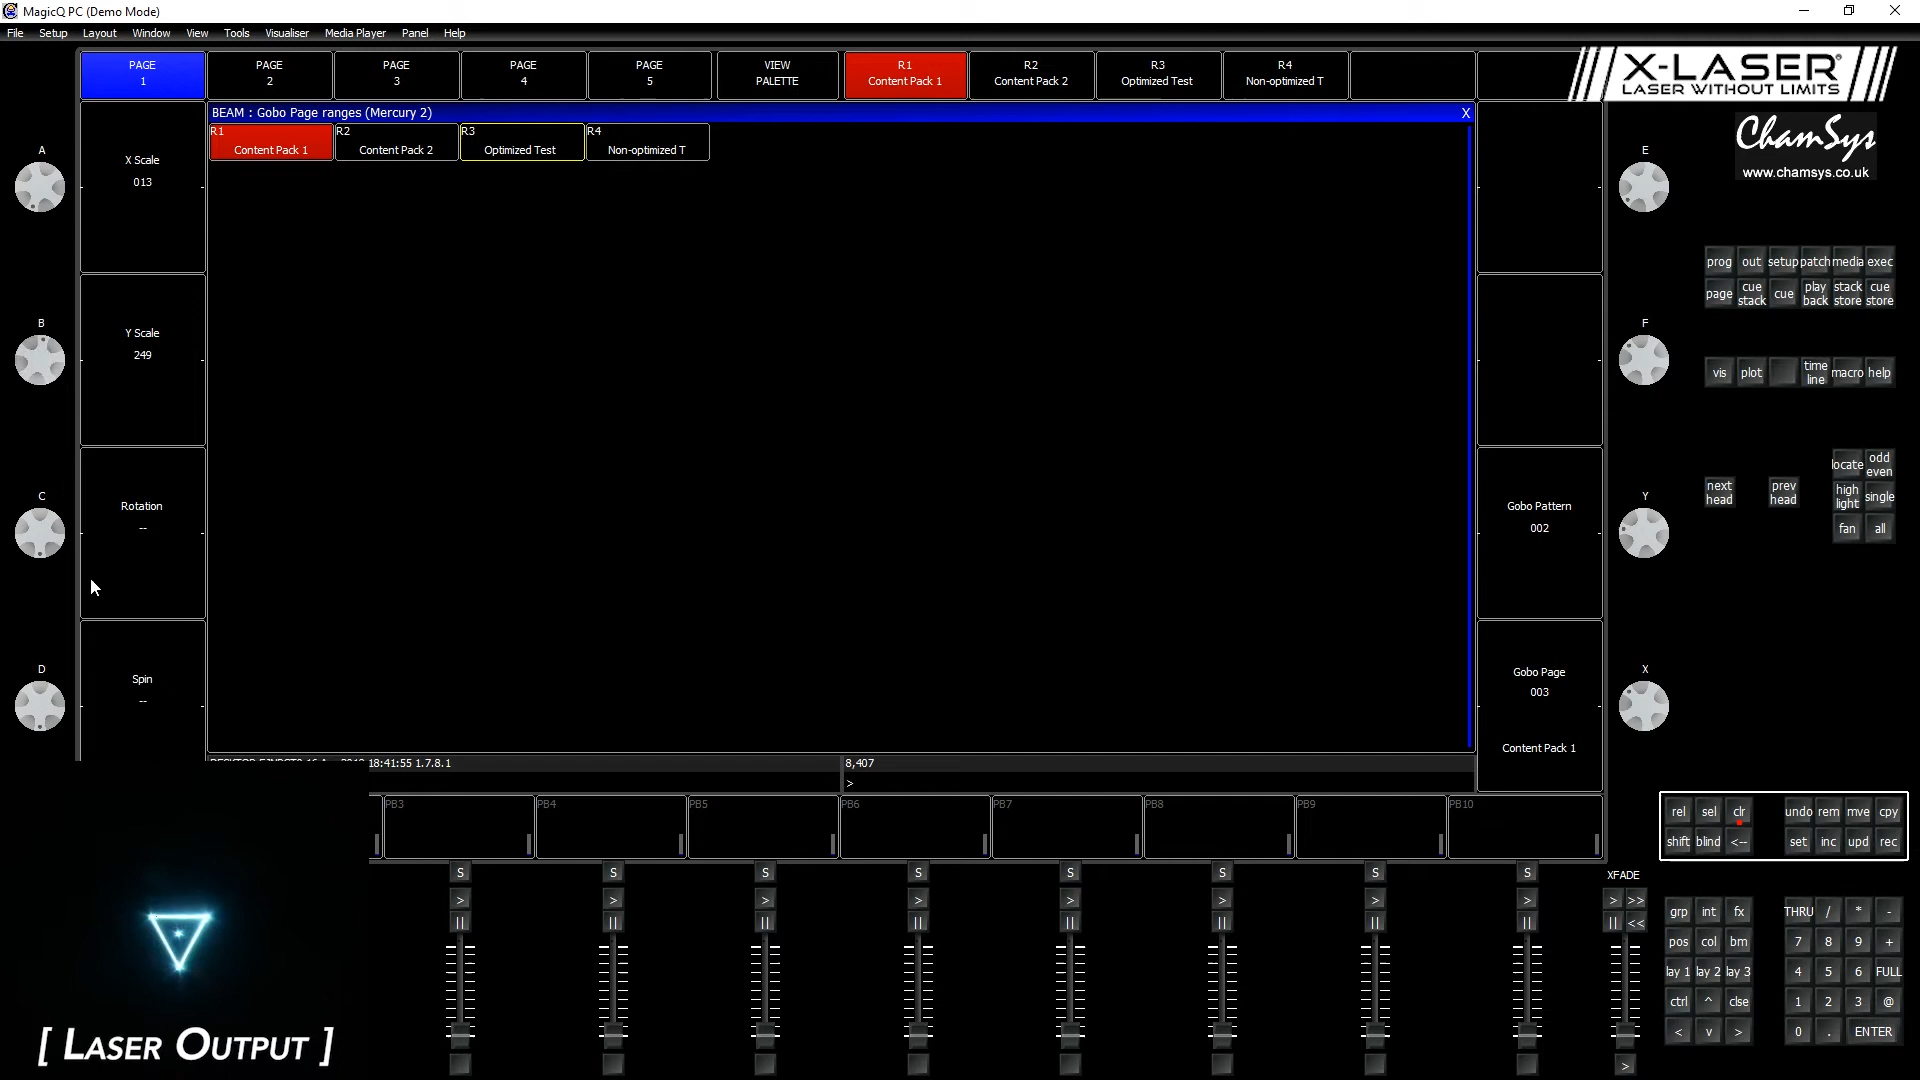 MagicQ PC (Demo Mode)
File Setup Layout Window View Tools Visualiser Media Player Panel Help
PAGE 1
PAGE 2
PAGE 3
PAGE 4
PAGE 5
VIEW PALETTE
R1 Content Pack 1
R2 Content Pack 2
R3 Optimized Test
R4 Non-optimized T
X-LASER®
LASER WITHOUT LIMITS
ChamSys
www.chamsys.co.uk
BEAM : Gobo Page ranges (Mercury 2) X
R1 Content Pack 1
R2 Content Pack 2
R3 Optimized Test
R4 Non-optimized T
A
X Scale
013
B
Y Scale
249
C
Rotation
--
D
Spin
--
E
F
Y
Gobo Pattern
002
X
Gobo Page
003
Content Pack 1
prog out setup patch media exec
page cue stack cue play back stack store cue store
vis plot time line macro help
next head prev head locate odd even
high light single
fan all
18:41:55 1.7.8.1
8,407
>
PB3 PB4 PB5 PB6 PB7 PB8 PB9 PB10
S S S S S S S S
> > > > > > > >
|| || || || || || || ||
XFADE
> >>
|| <<
>
rel sel clr undo rem mve cpy
shift blind <-- set inc upd rec
grp int fx THRU / * -
pos col bm 7 8 9 +
lay 1 lay 2 lay 3 4 5 6 FULL
ctrl ^ clse 1 2 3 @
< v > 0 . ENTER
[ LASER OUTPUT ]